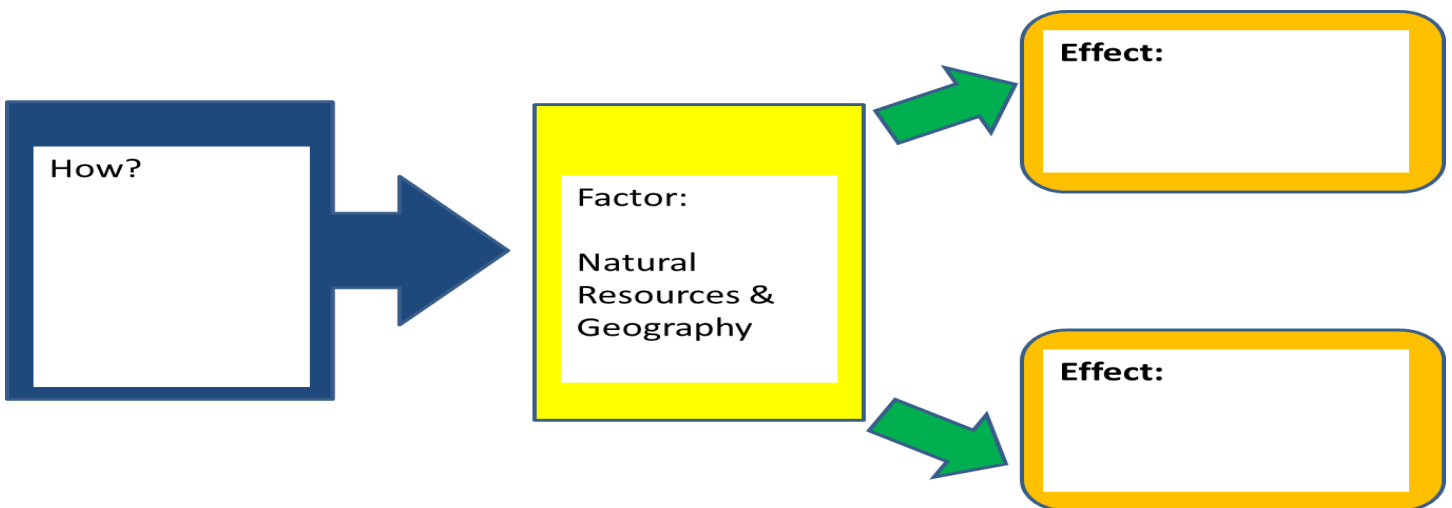 How?
Factor:
Natural
Resources &
Geography
Effect:
Effect: